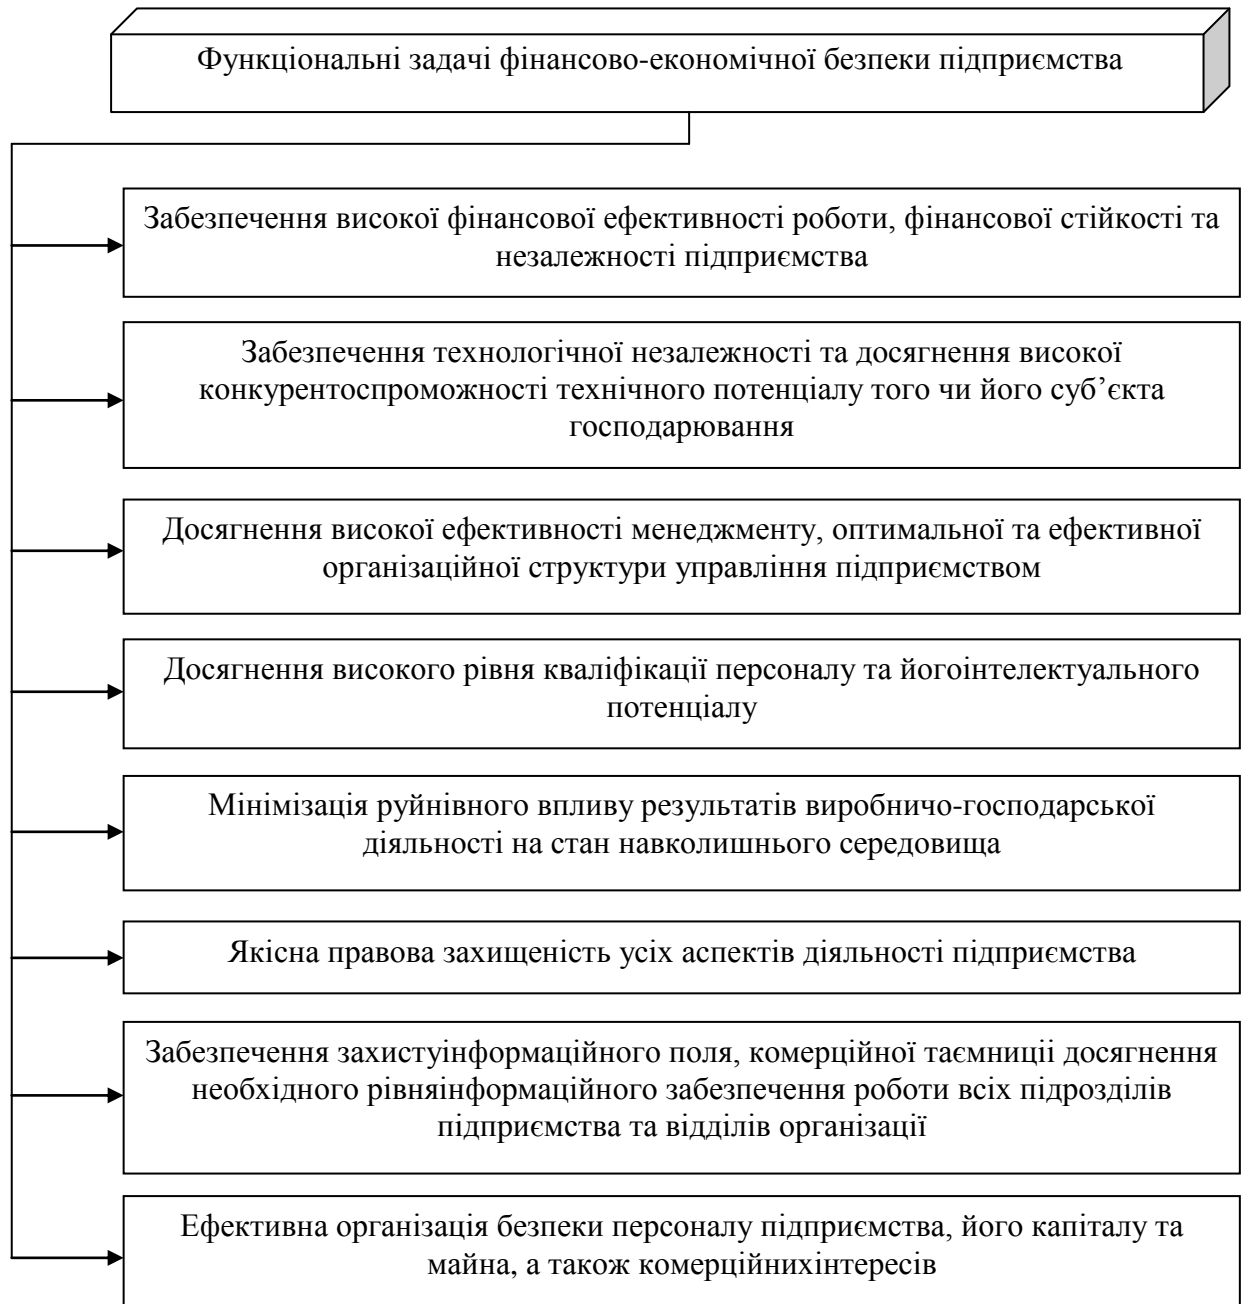 Функціональні задачі фінансово-економічної безпеки підприємства
Забезпечення високої фінансової ефективності роботи, фінансової стійкості та
незалежності підприємства
Забезпечення технологічної незалежності та досягнення високої
конкурентоспроможності технічного потенціалу того чи його суб’єкта
господарювання
Досягнення високої ефективності менеджменту, оптимальної та ефективної
організаційної структури управління підприємством
Досягнення високого рівня кваліфікації персоналу та йогоінтелектуального
потенціалу
Мінімізація руйнівного впливу результатів виробничо-господарської
діяльності на стан навколишнього середовища
Якісна правова захищеність усіх аспектів діяльності підприємства
Забезпечення захистуінформаційного поля, комерційної таємниціі досягнення
необхідного рівняінформаційного забезпечення роботи всіх підрозділів
підприємства та відділів організації
Ефективна організація безпеки персоналу підприємства, його капіталу та
майна, а також комерційнихінтересів